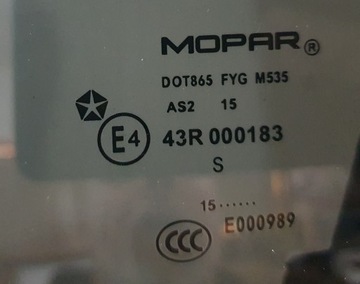 MOPAR®
DOT865 FYG M535
AS2 15
E4 43R 000183
S
15······
CCC E000989